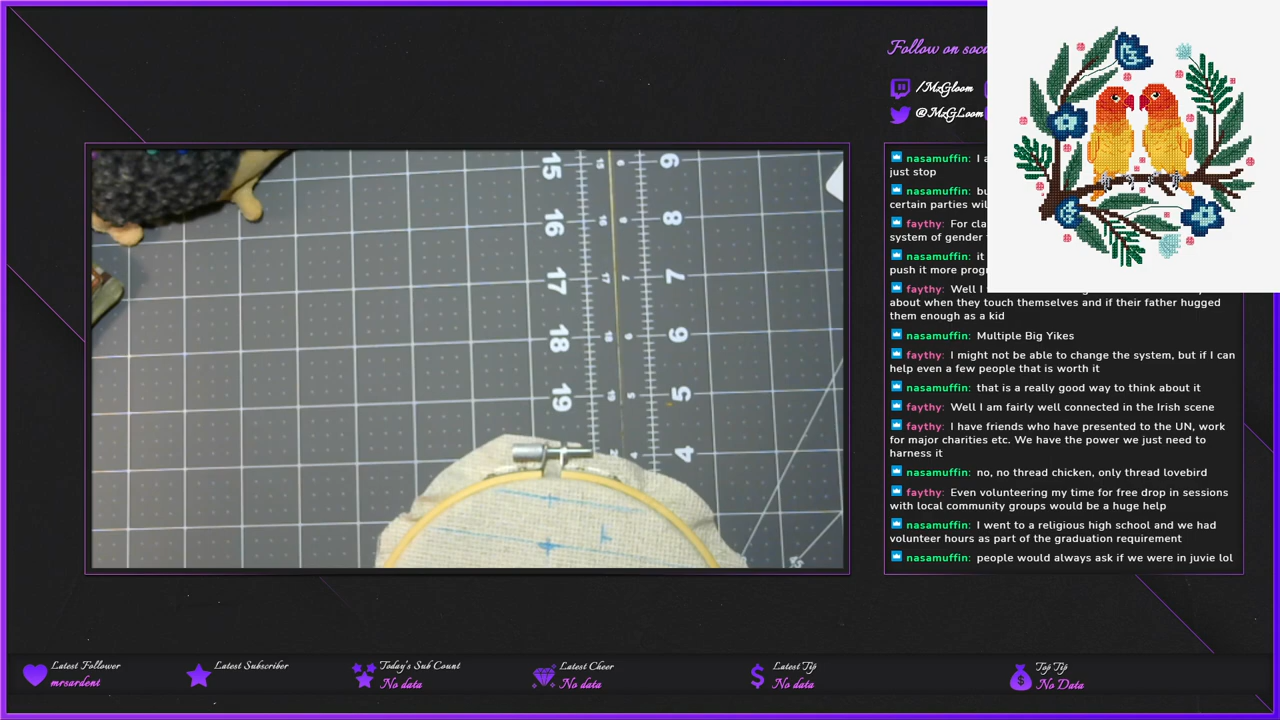 Follow on soci
/MzGloom
@MzGLoom
nasamuffin: I a
just stop
nasamuffin: bu
certain parties wil
faythy: For cla
system of gender
nasamuffin: it
push it more progr
faythy: Well I
about when they touch themselves and if their father hugged
them enough as a kid
nasamuffin: Multiple Big Yikes
faythy: I might not be able to change the system, but if I can
help even a few people that is worth it
nasamuffin: that is a really good way to think about it
faythy: Well I am fairly well connected in the Irish scene
faythy: I have friends who have presented to the UN, work
for major charities etc. We have the power we just need to
harness it
nasamuffin: no, no thread chicken, only thread lovebird
faythy: Even volunteering my time for free drop in sessions
with local community groups would be a huge help
nasamuffin: I went to a religious high school and we had
volunteer hours as part of the graduation requirement
nasamuffin: people would always ask if we were in juvie lol
15 9
16 8
17 7
18 6
19 5
4
Latest Follower
mrsardent
Latest Subscriber
Today's Sub Count
No data
Latest Cheer
No data
Latest Tip
No data
Top Tip
No Data